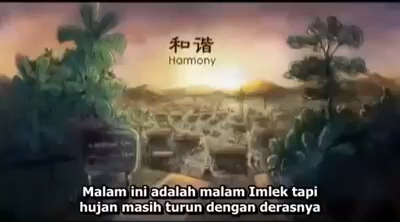 和谐
Harmony
Malam ini adalah malam Imlek tapi
hujan masih turun dengan derasnya